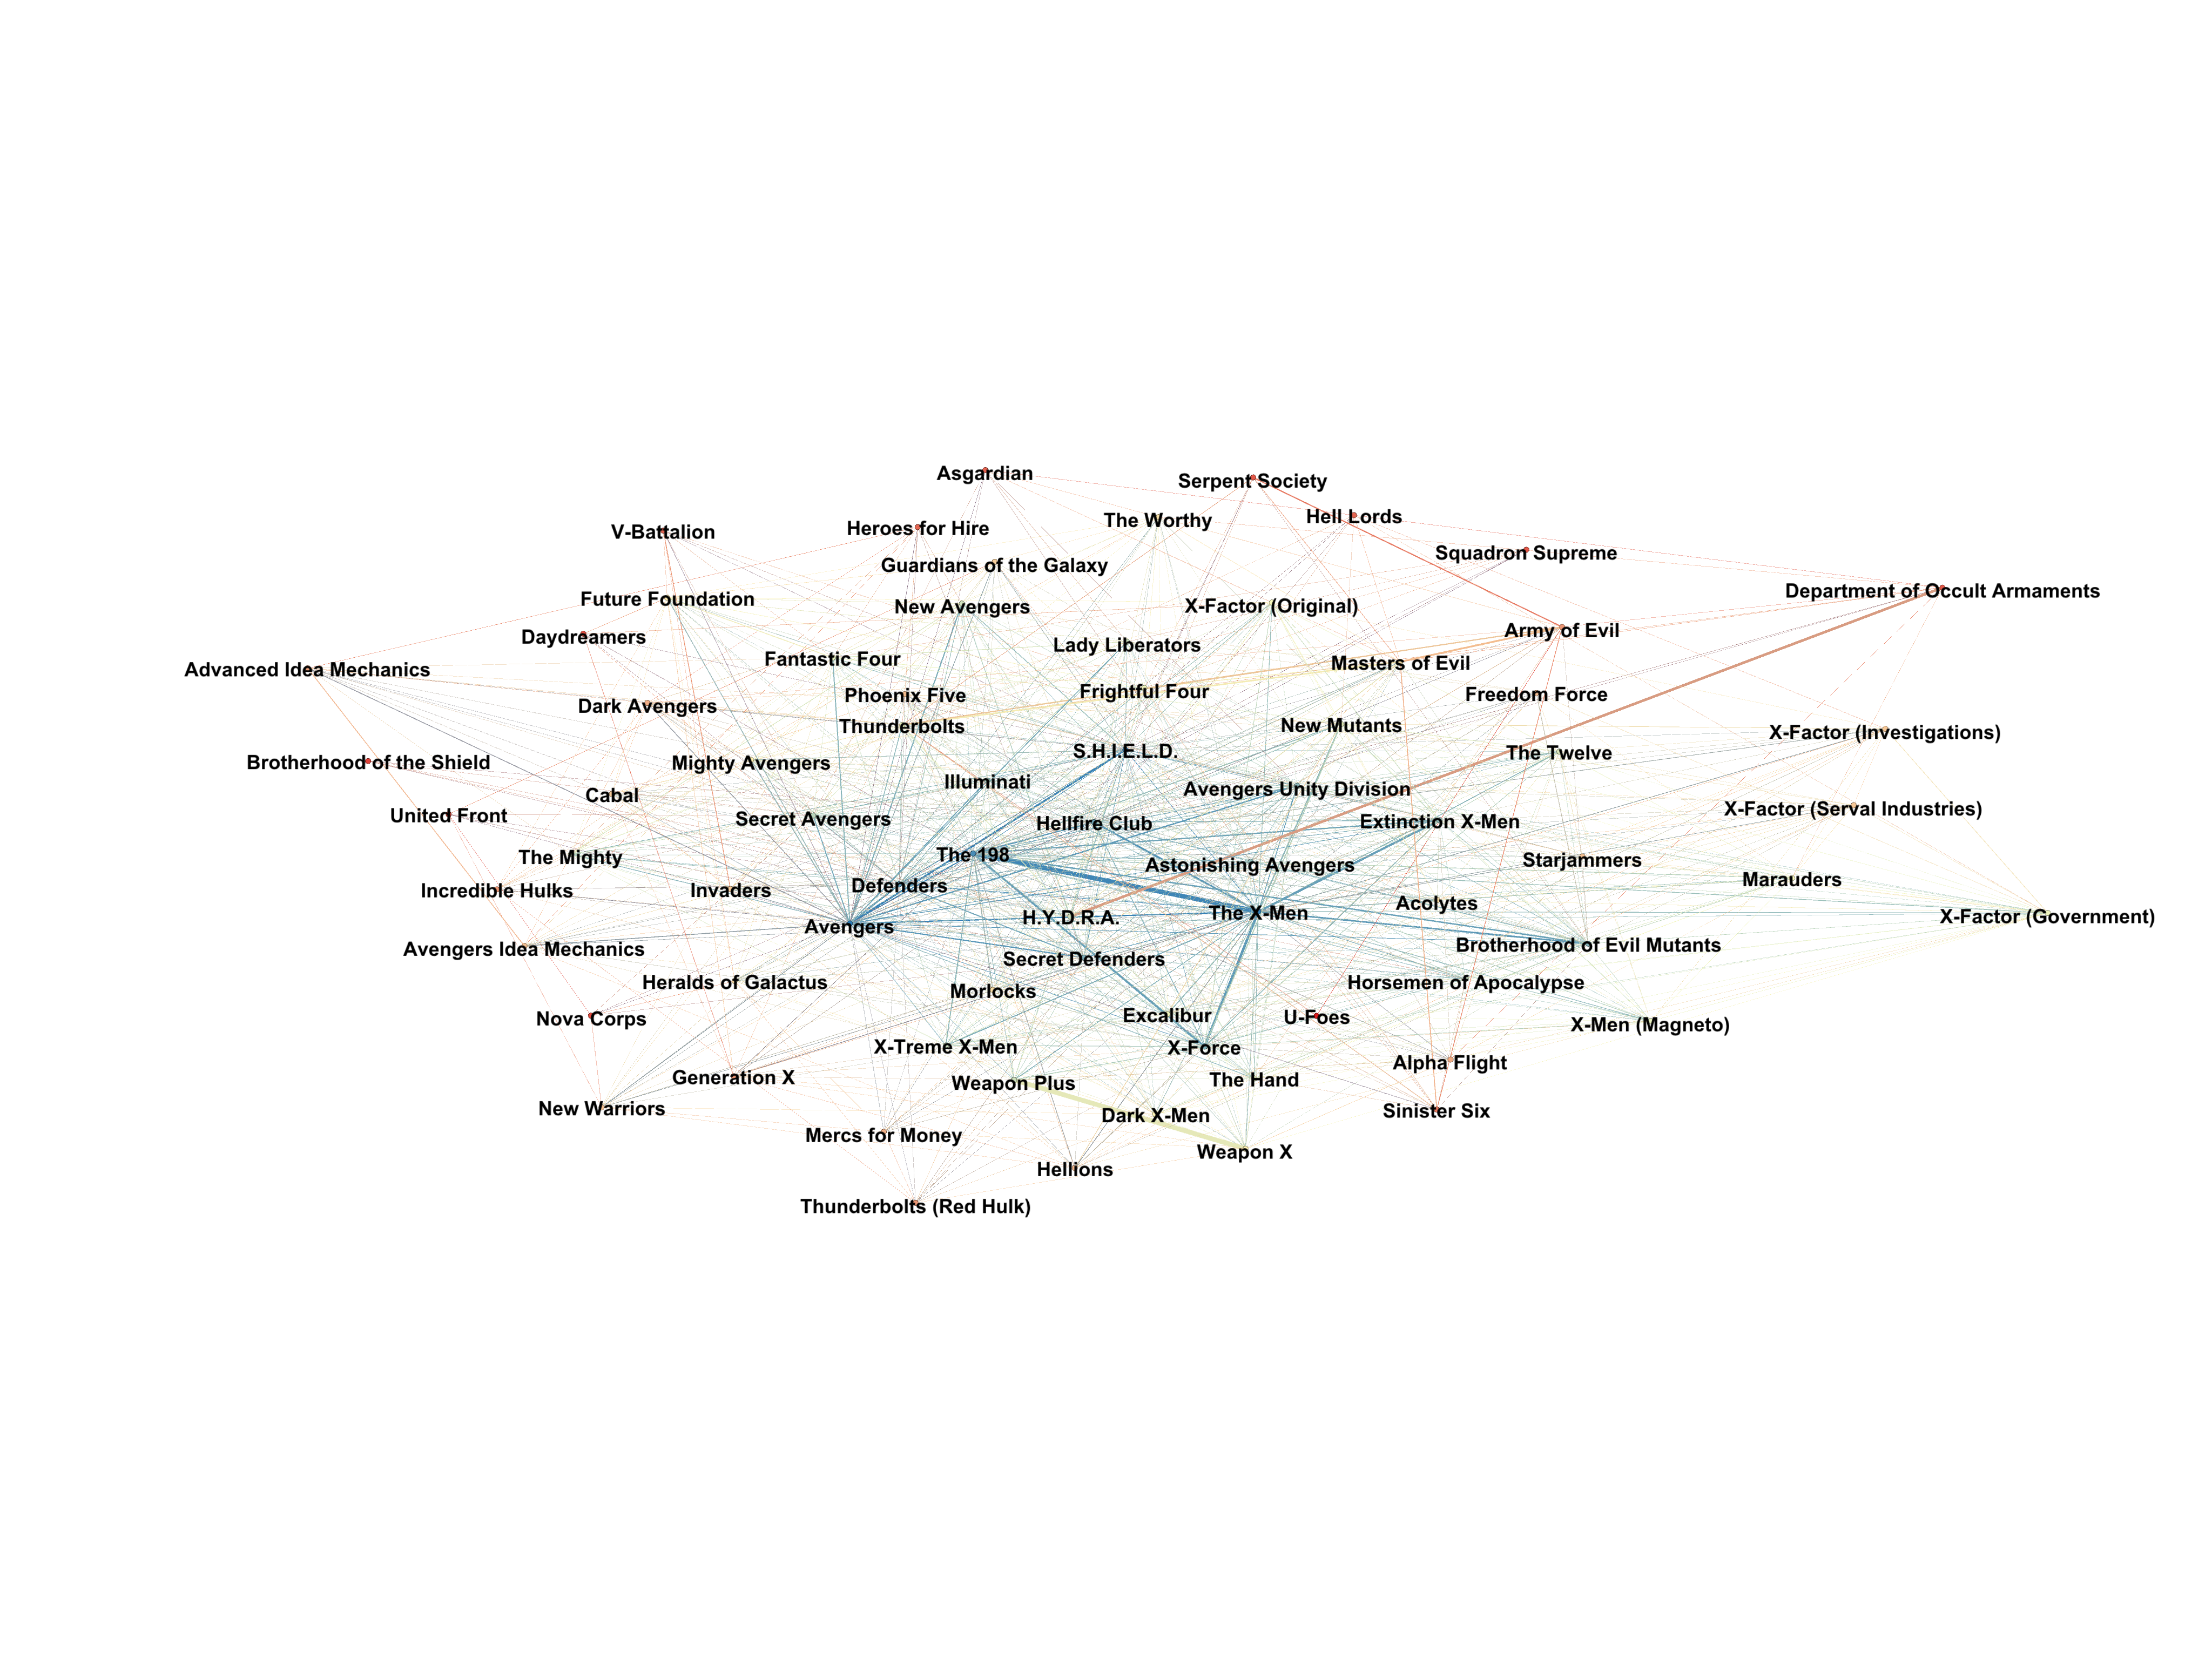 Asgardian
Serpent Society
Hell Lords
The Worthy
Heroes for Hire
V-Battalion
Squadron Supreme
Guardians of the Galaxy
Department of Occult Armaments
Future Foundation
New Avengers
X-Factor (Original)
Army of Evil
Daydreamers
Lady Liberators
Fantastic Four
Masters of Evil
Advanced Idea Mechanics
Frightful Four
Freedom Force
Phoenix Five
Dark Avengers
Thunderbolts
New Mutants
X-Factor (Investigations)
S.H.I.E.L.D.
The Twelve
Brotherhood of the Shield
Mighty Avengers
Illuminati
Avengers Unity Division
Cabal
X-Factor (Serval Industries)
United Front
Secret Avengers
Extinction X-Men
Hellfire Club
The 198
The Mighty
Starjammers
Astonishing Avengers
Marauders
Defenders
Incredible Hulks
Invaders
Acolytes
The X-Men
X-Factor (Government)
H.Y.D.R.A.
Avengers
Brotherhood of Evil Mutants
Avengers Idea Mechanics
Secret Defenders
Heralds of Galactus
Horsemen of Apocalypse
Morlocks
Excalibur
U-Foes
Nova Corps
X-Men (Magneto)
X-Treme X-Men
X-Force
Alpha Flight
Generation X
The Hand
Weapon Plus
New Warriors
Sinister Six
Dark X-Men
Mercs for Money
Weapon X
Hellions
Thunderbolts (Red Hulk)